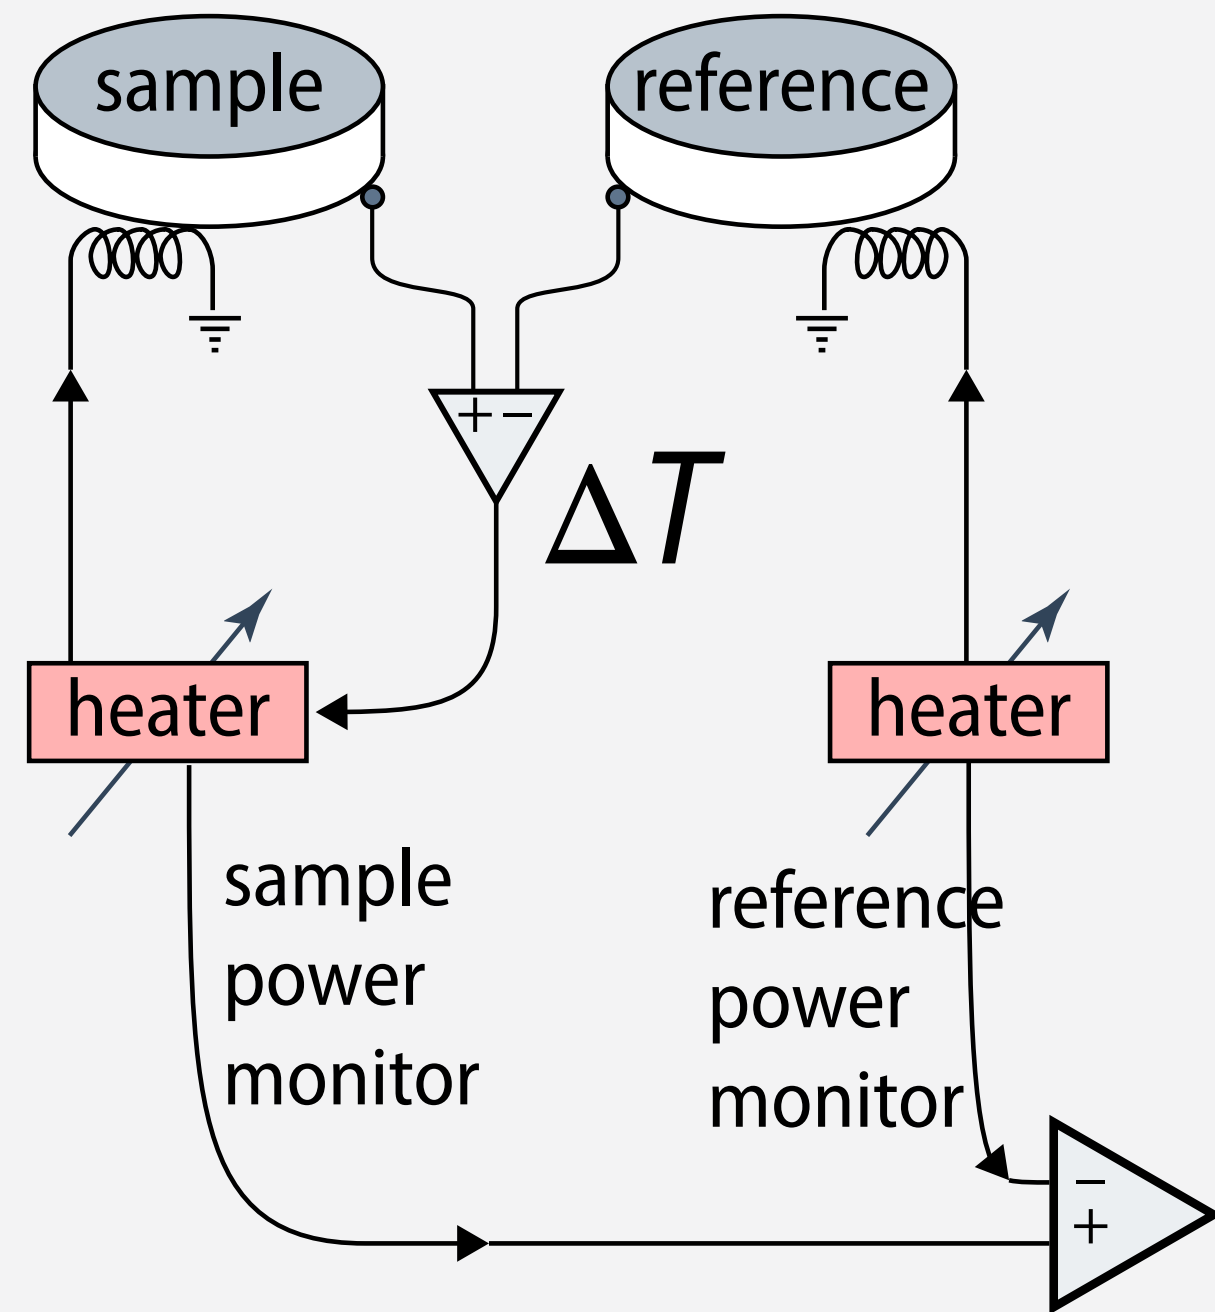 sample
reference
+ −
ΔT
heater
heater
sample
power
monitor
reference
power
monitor
−
+